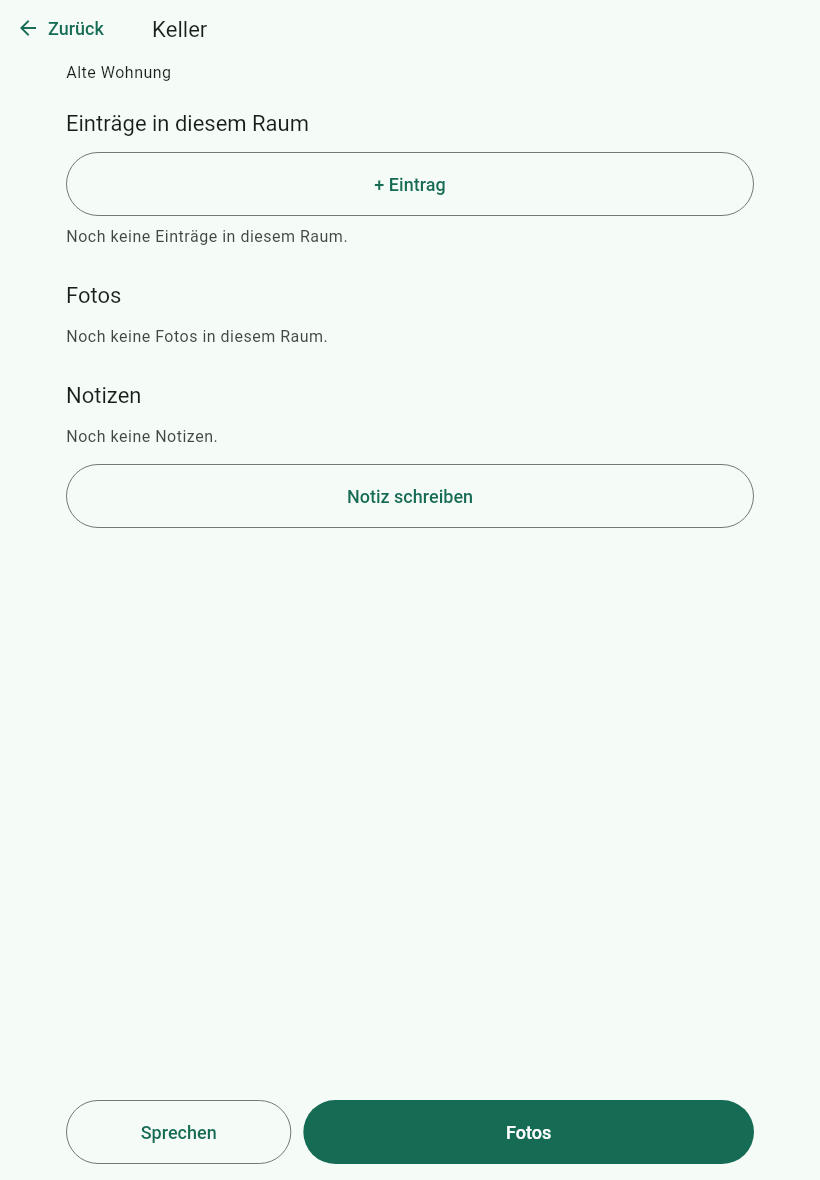 Zurück
Keller
Alte Wohnung
Einträge in diesem Raum
+ Eintrag
Noch keine Einträge in diesem Raum.
Fotos
Noch keine Fotos in diesem Raum.
Notizen
Noch keine Notizen.
Notiz schreiben
Sprechen
Fotos